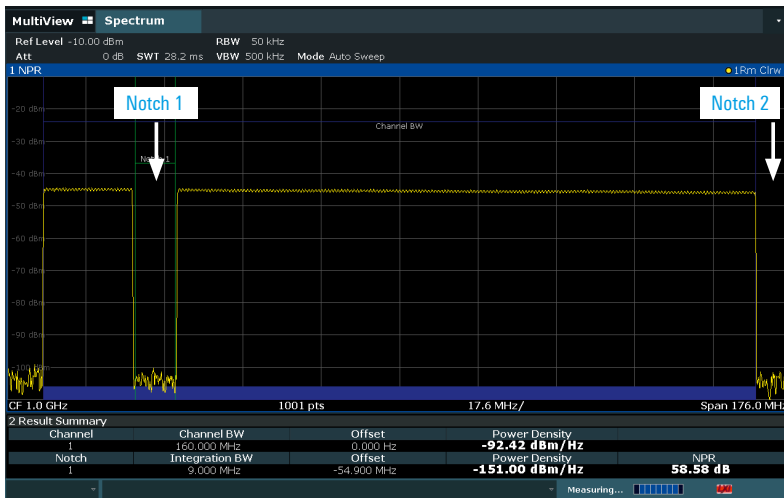 MultiView Spectrum
Ref Level -10.00 dBm RBW 50 kHz
Att 0 dB SWT 28.2 ms VBW 500 kHz Mode Auto Sweep
1 NPR 1Rm Clrw
Notch 1 Notch 2
-20 dBm
Channel BW
-30 dBm
-40 dBm
-50 dBm
-60 dBm
-70 dBm
-80 dBm
-90 dBm
CF 1.0 GHz 1001 pts 17.6 MHz/ Span 176.0 MHz
2 Result Summary
Channel Channel BW Offset Power Density
1 160.000 MHz 0.000 Hz -92.42 dBm/Hz
Notch Integration BW Offset Power Density NPR
1 9.000 MHz -54.900 MHz -151.00 dBm/Hz 58.58 dB
Measuring...